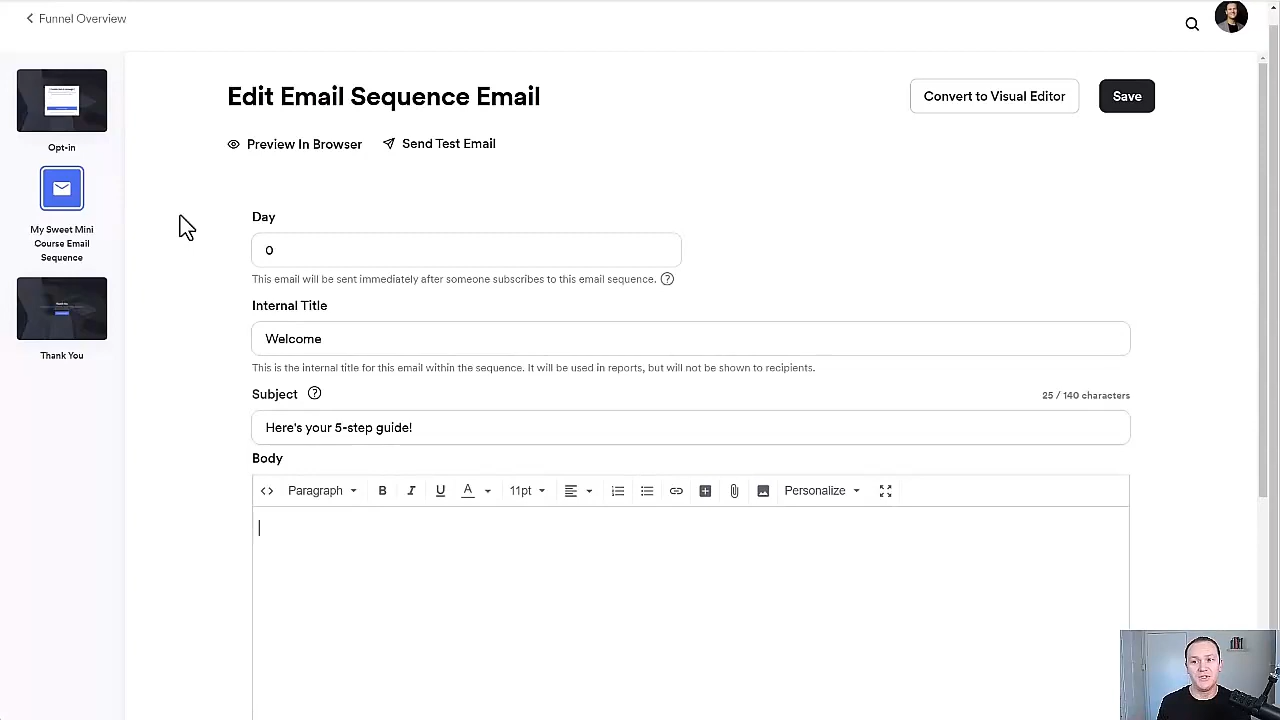 Funnel Overview
Edit Email Sequence Email
Convert to Visual Editor
Save
Preview In Browser
Send Test Email
Opt-in
My Sweet Mini
Course Email
Sequence
Thank You
Day
0
This email will be sent immediately after someone subscribes to this email sequence.
Internal Title
Welcome
This is the internal title for this email within the sequence. It will be used in reports, but will not be shown to recipients.
Subject
25 / 140 characters
Here's your 5-step guide!
Body
Paragraph
B
I
U
A
11pt
Personalize